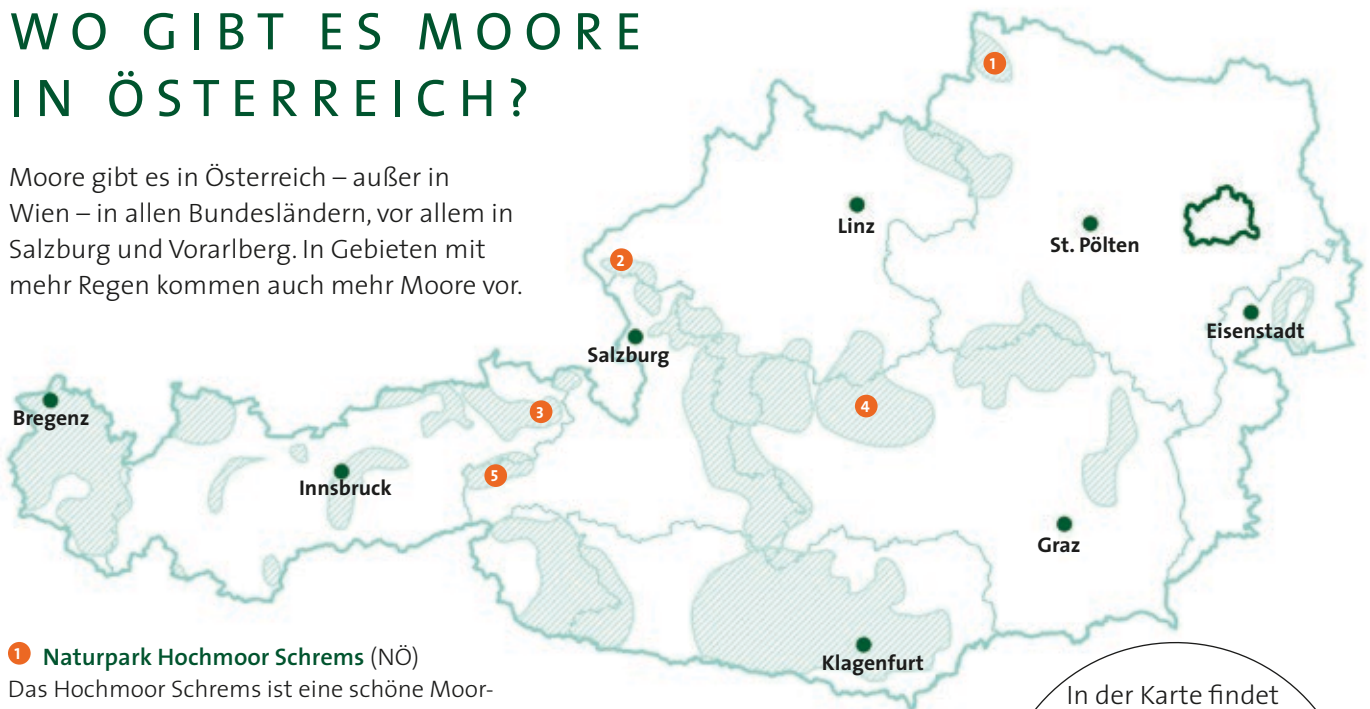 WO GIBT ES MOORE
IN ÖSTERREICH?
Moore gibt es in Österreich – außer in
Wien – in allen Bundesländern, vor allem in
Salzburg und Vorarlberg. In Gebieten mit
mehr Regen kommen auch mehr Moore vor.
1
Linz
St. Pölten
2
Eisenstadt
Salzburg
Bregenz
3
4
5
Innsbruck
Graz
Klagenfurt
1 Naturpark Hochmoor Schrems (NÖ)
Das Hochmoor Schrems ist eine schöne Moor-
In der Karte findet